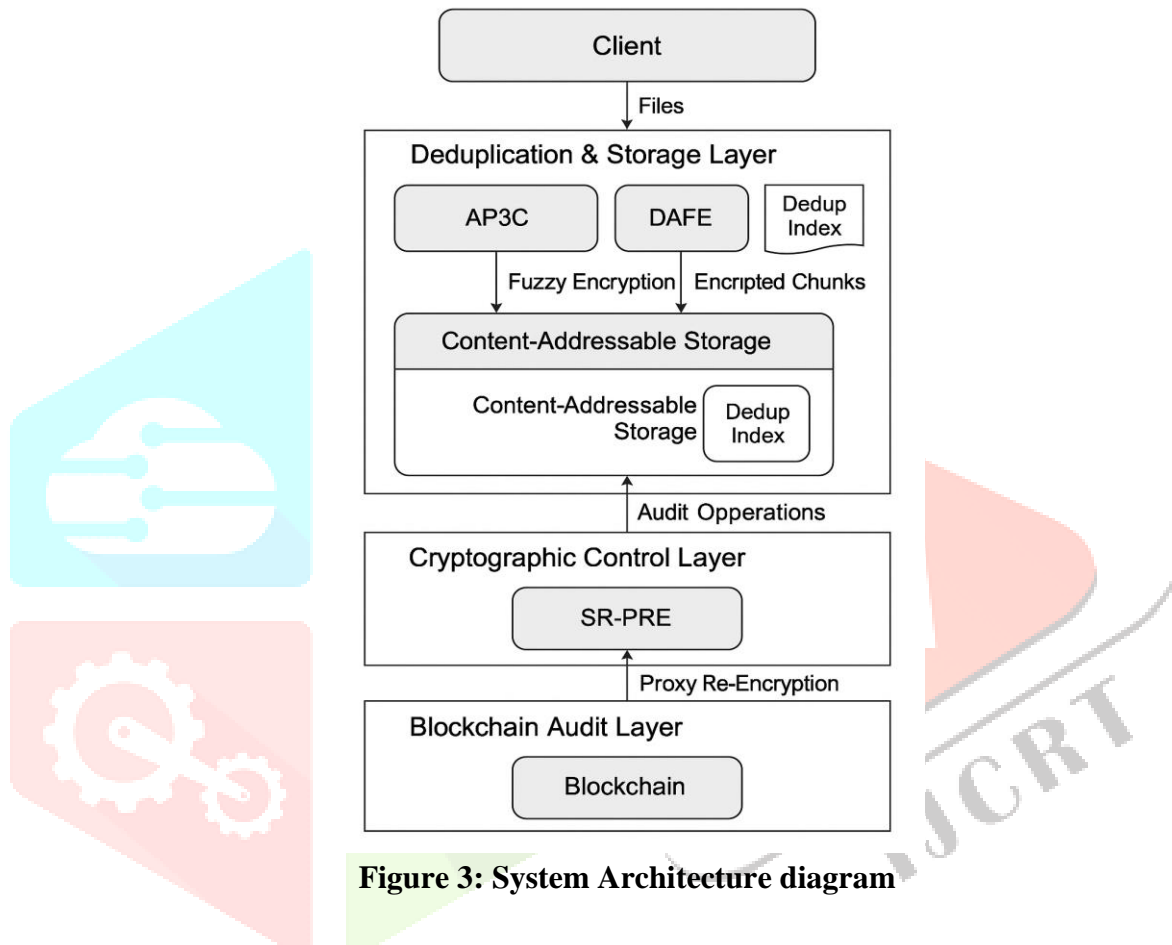 Client
Files
Deduplication & Storage Layer
AP3C
DAFE
Dedup
Index
Fuzzy Encryption
Encrıpted Chunks
Content-Addressable Storage
Content-Addressable
Storage
Dedup
Index
Audit Opperations
Cryptographic Control Layer
SR-PRE
Proxy Re-Encryption
Blockchain Audit Layer
Blockchain
IJCRT
Figure 3: System Architecture diagram